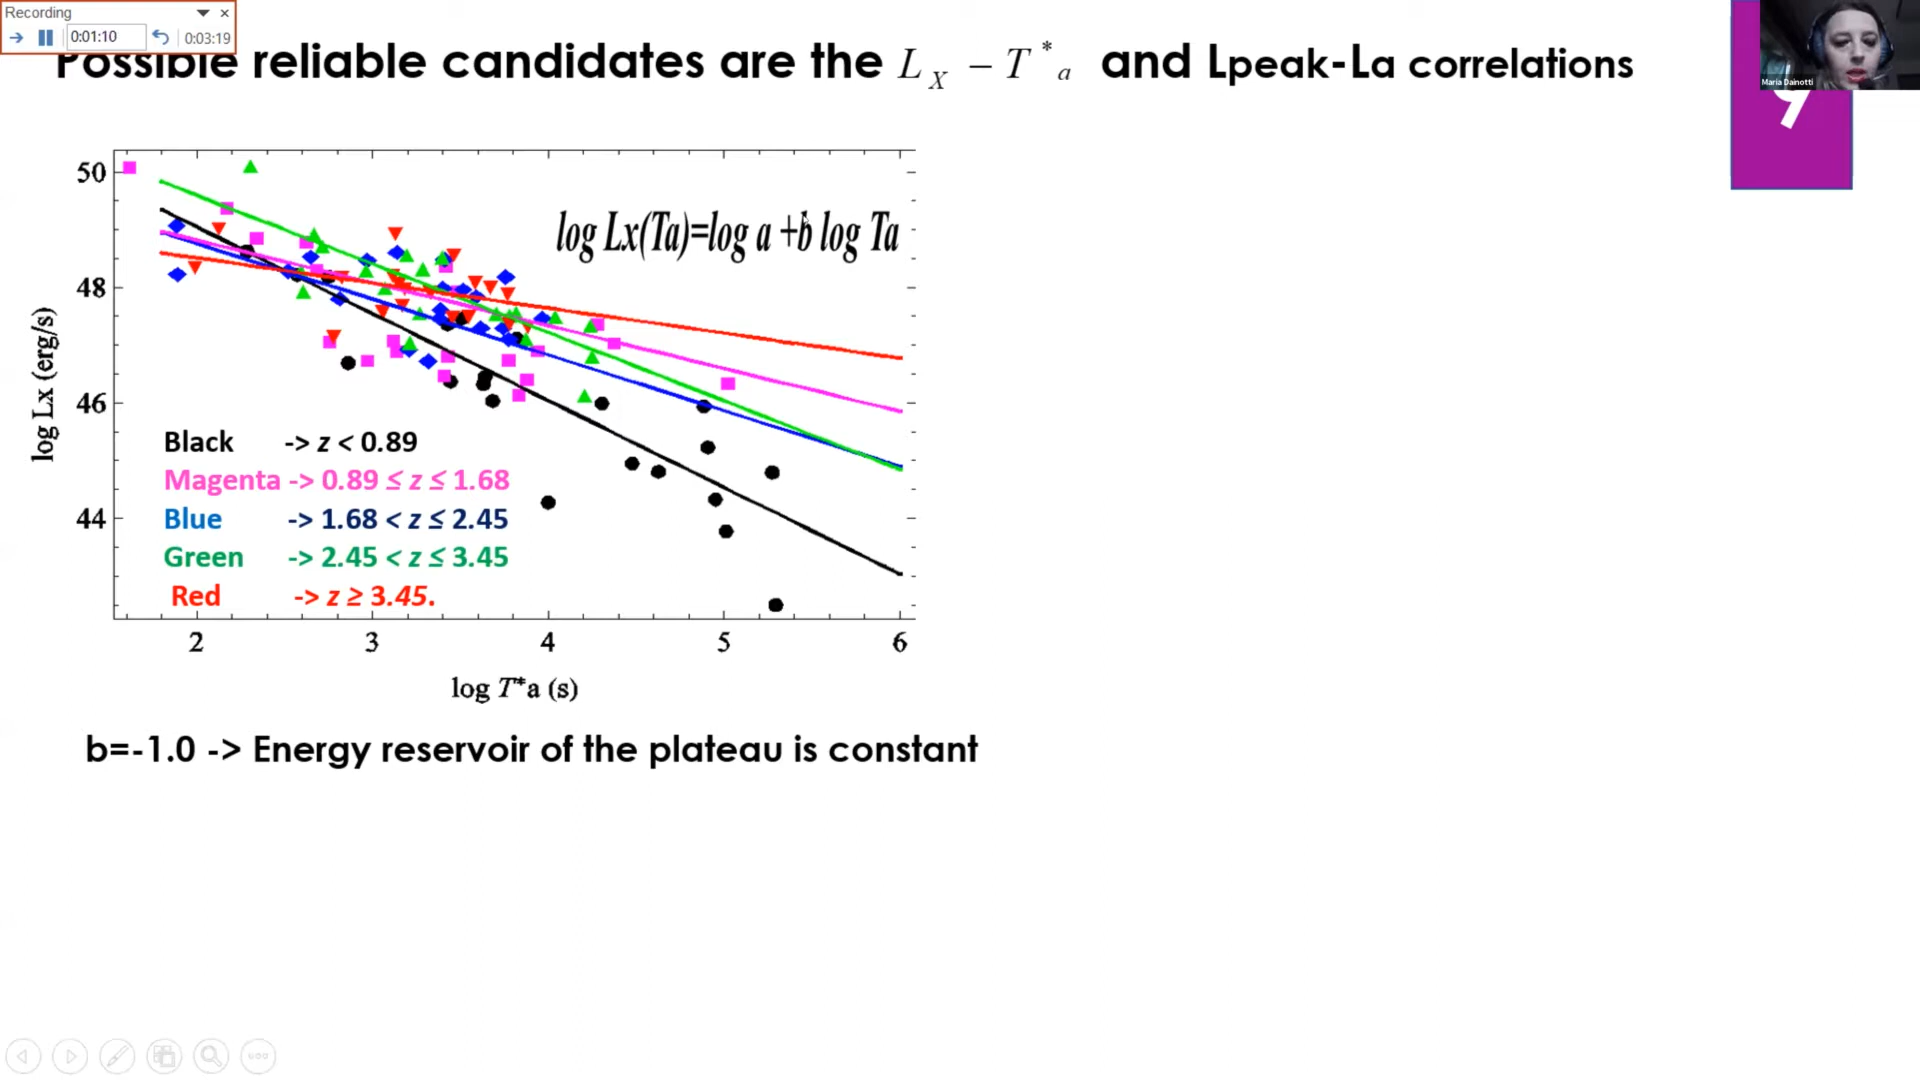 Recording
0:01:10
0:03:19
Possible reliable candidates are the L_X − T*_a and Lpeak-La correlations
Maria Dainotti
9
log Lx(Ta)=log a +b log Ta
50
48
46
44
log Lx (erg/s)
Black -> z < 0.89
Magenta -> 0.89 ≤ z ≤ 1.68
Blue -> 1.68 < z ≤ 2.45
Green -> 2.45 < z ≤ 3.45
Red -> z ≥ 3.45.
2 3 4 5 6
log T*a (s)
b=-1.0 -> Energy reservoir of the plateau is constant